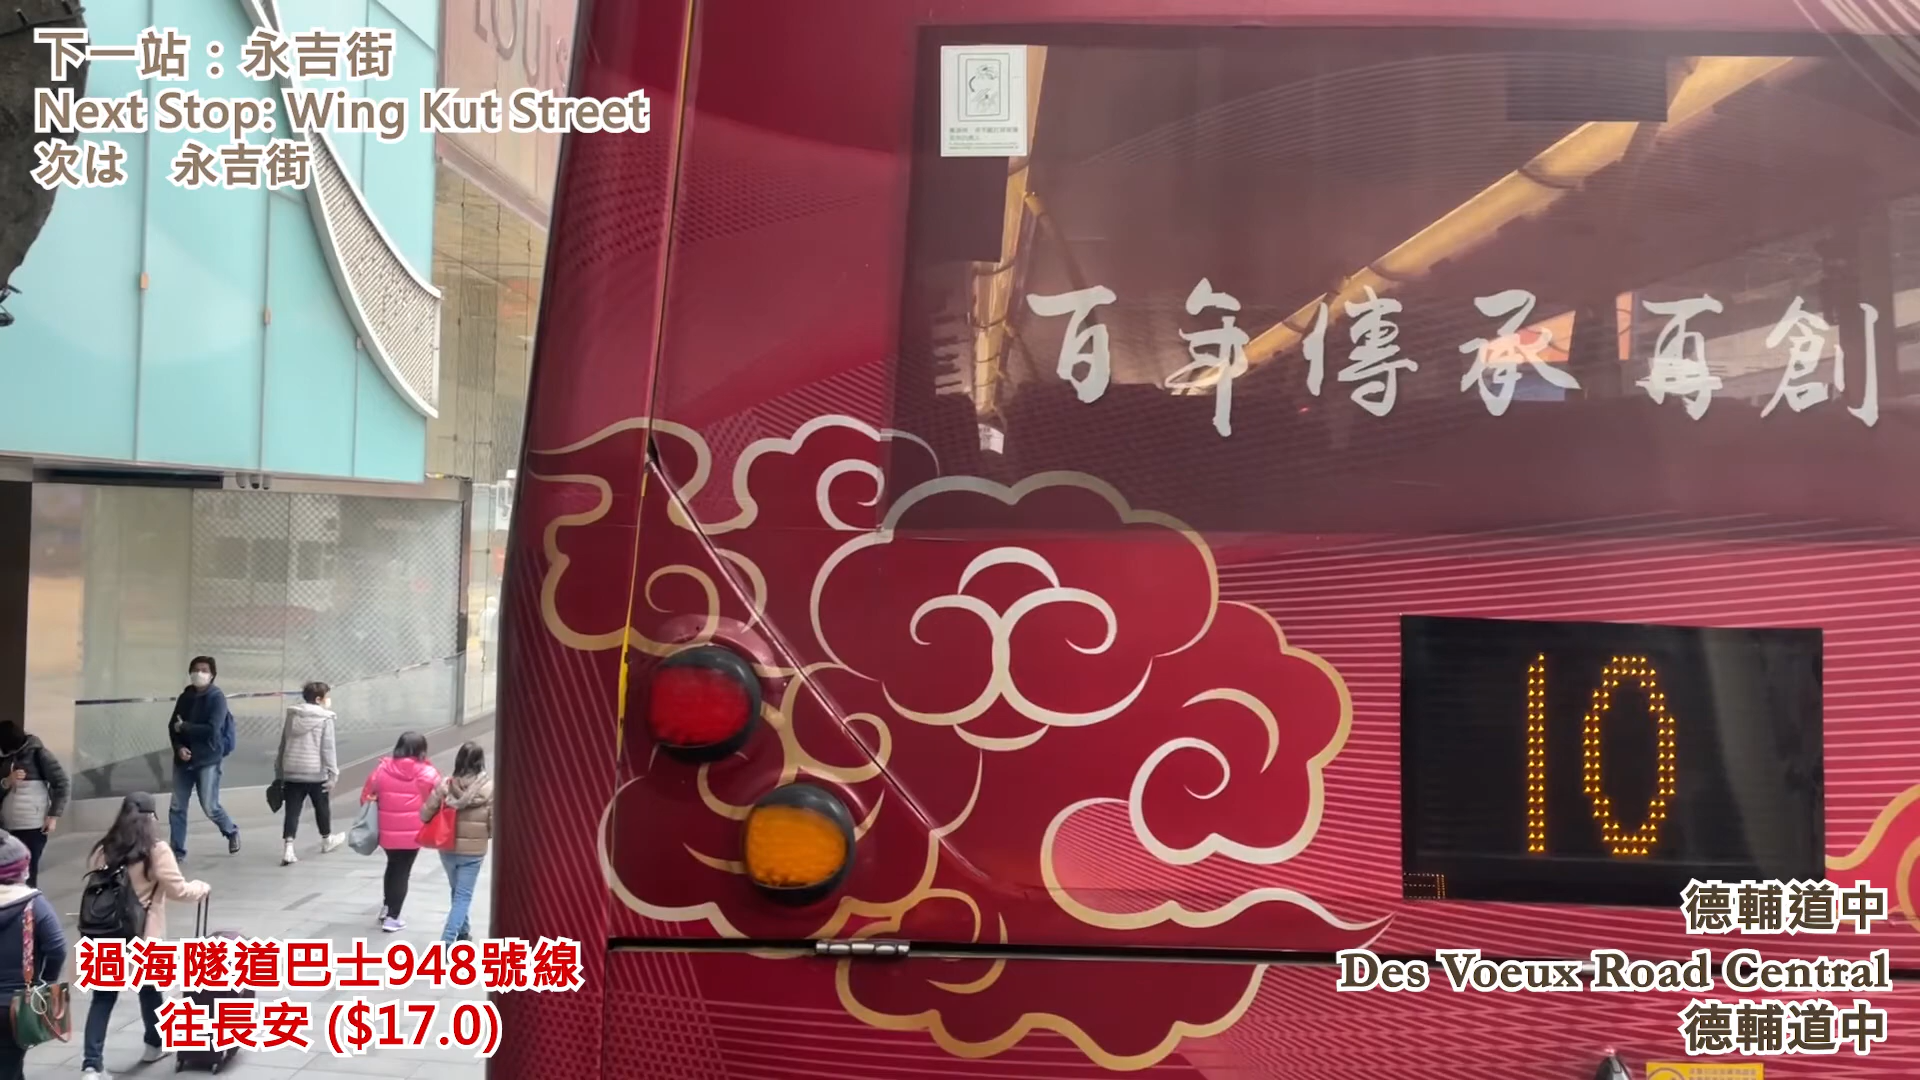 下一站：永吉街
Next Stop: Wing Kut Street
次は　永吉街
Louis
百年傳承再創
10
過海隧道巴士948號線
往長安 ($17.0)
德輔道中
Des Voeux Road Central
德輔道中